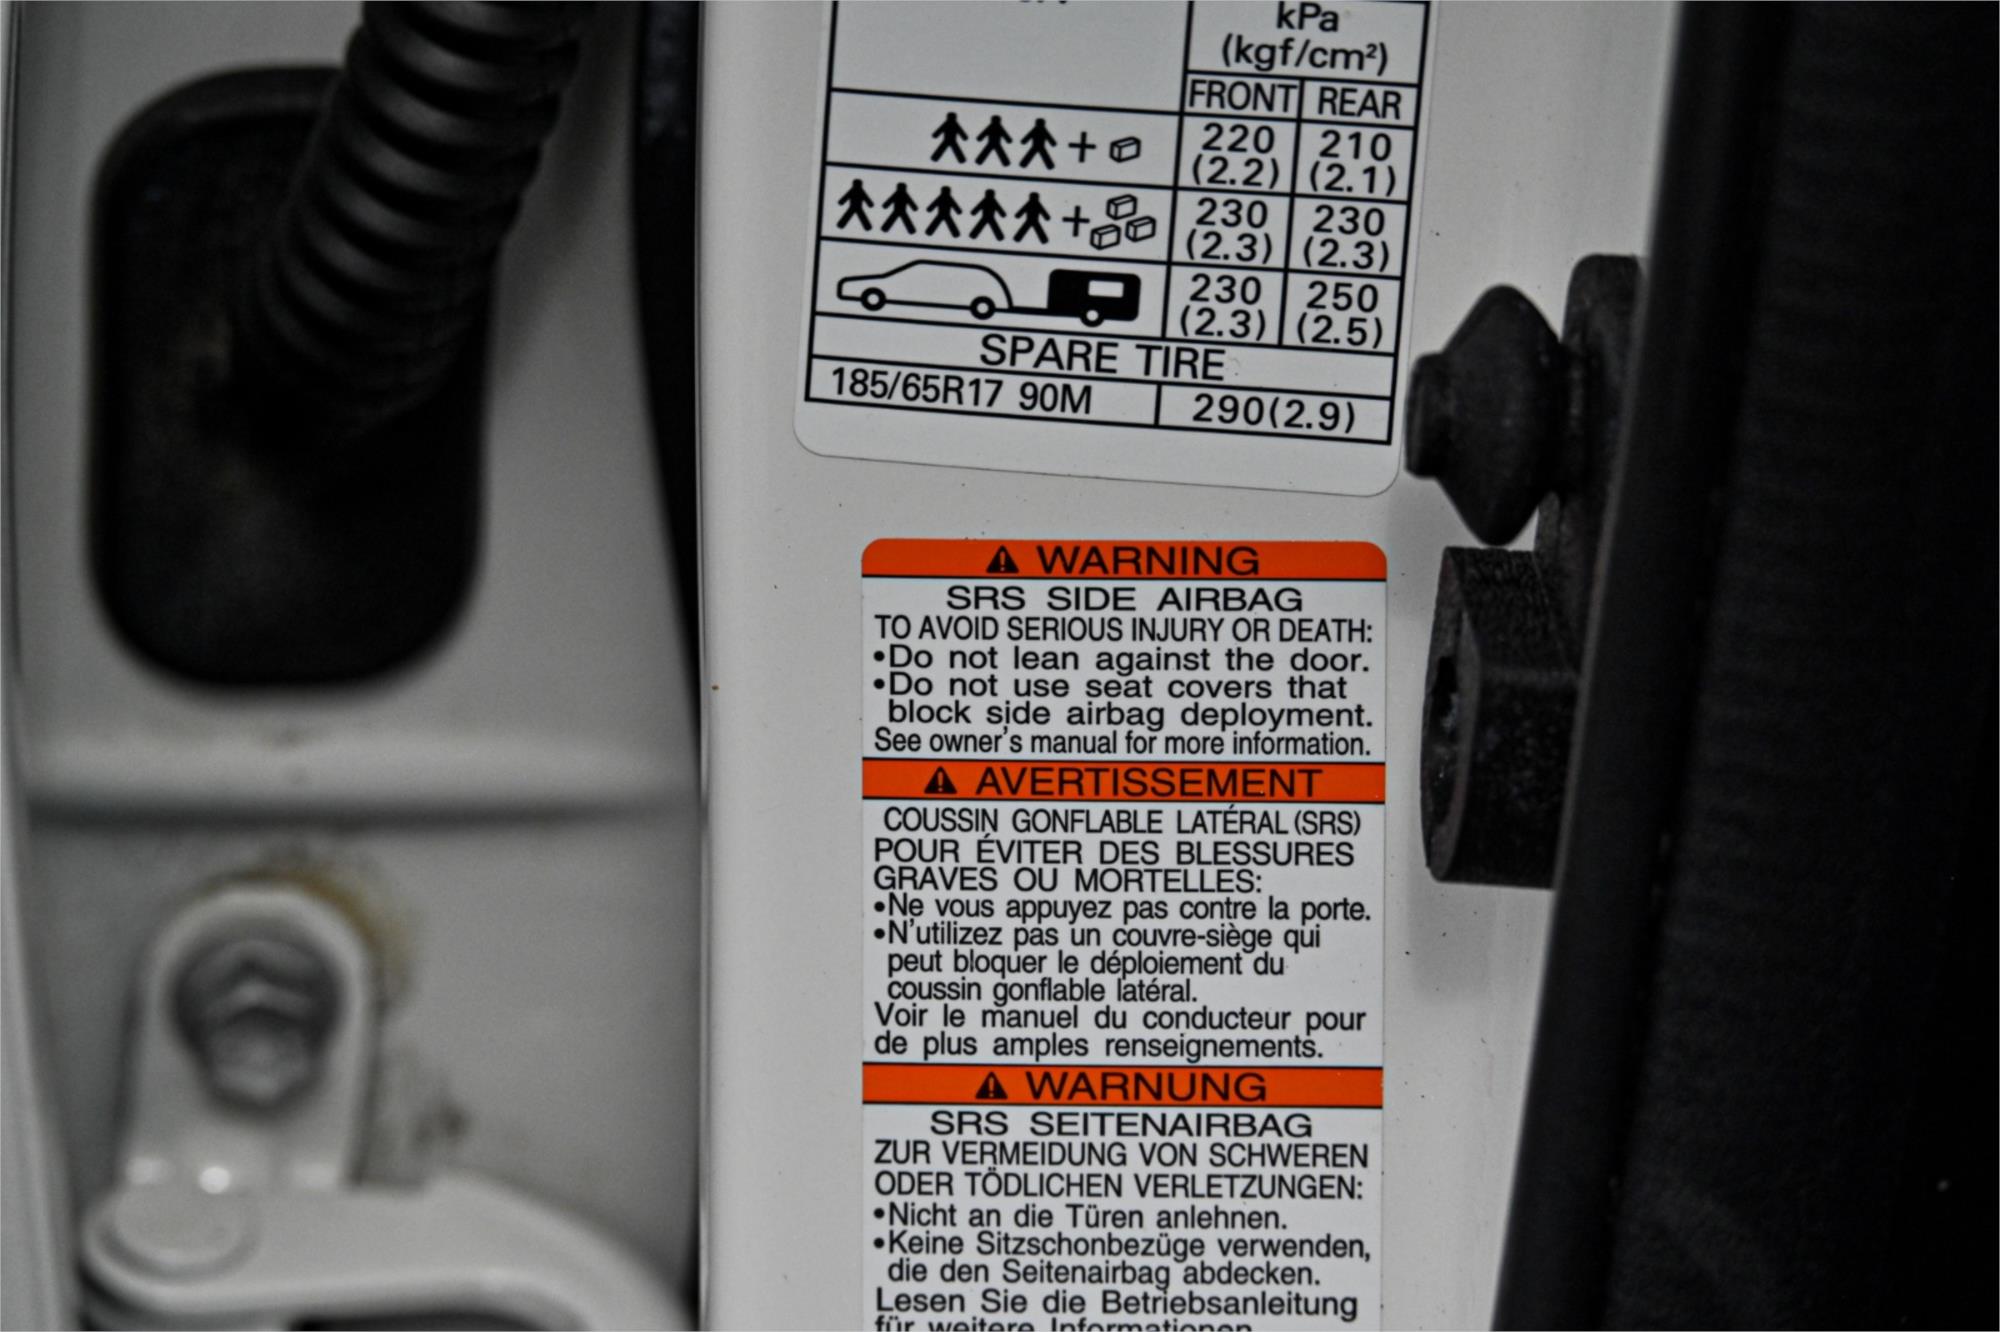 kPa
(kgf/cm²)
FRONT REAR
+ 220 210
(2.2) (2.1)
+ 230 230
(2.3) (2.3)
230 250
(2.3) (2.5)
SPARE TIRE
185/65R17 90M 290(2.9)
WARNING
SRS SIDE AIRBAG
TO AVOID SERIOUS INJURY OR DEATH:
•Do not lean against the door.
•Do not use seat covers that
block side airbag deployment.
See owner's manual for more information.
AVERTISSEMENT
COUSSIN GONFLABLE LATÉRAL (SRS)
POUR ÉVITER DES BLESSURES
GRAVES OU MORTELLES:
•Ne vous appuyez pas contre la porte.
•N'utilizez pas un couvre-siège qui
peut bloquer le déploiement du
coussin gonflable latéral.
Voir le manuel du conducteur pour
de plus amples renseignements.
WARNUNG
SRS SEITENAIRBAG
ZUR VERMEIDUNG VON SCHWEREN
ODER TÖDLICHEN VERLETZUNGEN:
•Nicht an die Türen anlehnen.
•Keine Sitzschonbezüge verwenden,
die den Seitenairbag abdecken.
Lesen Sie die Betriebsanleitung
für weitere Informationen